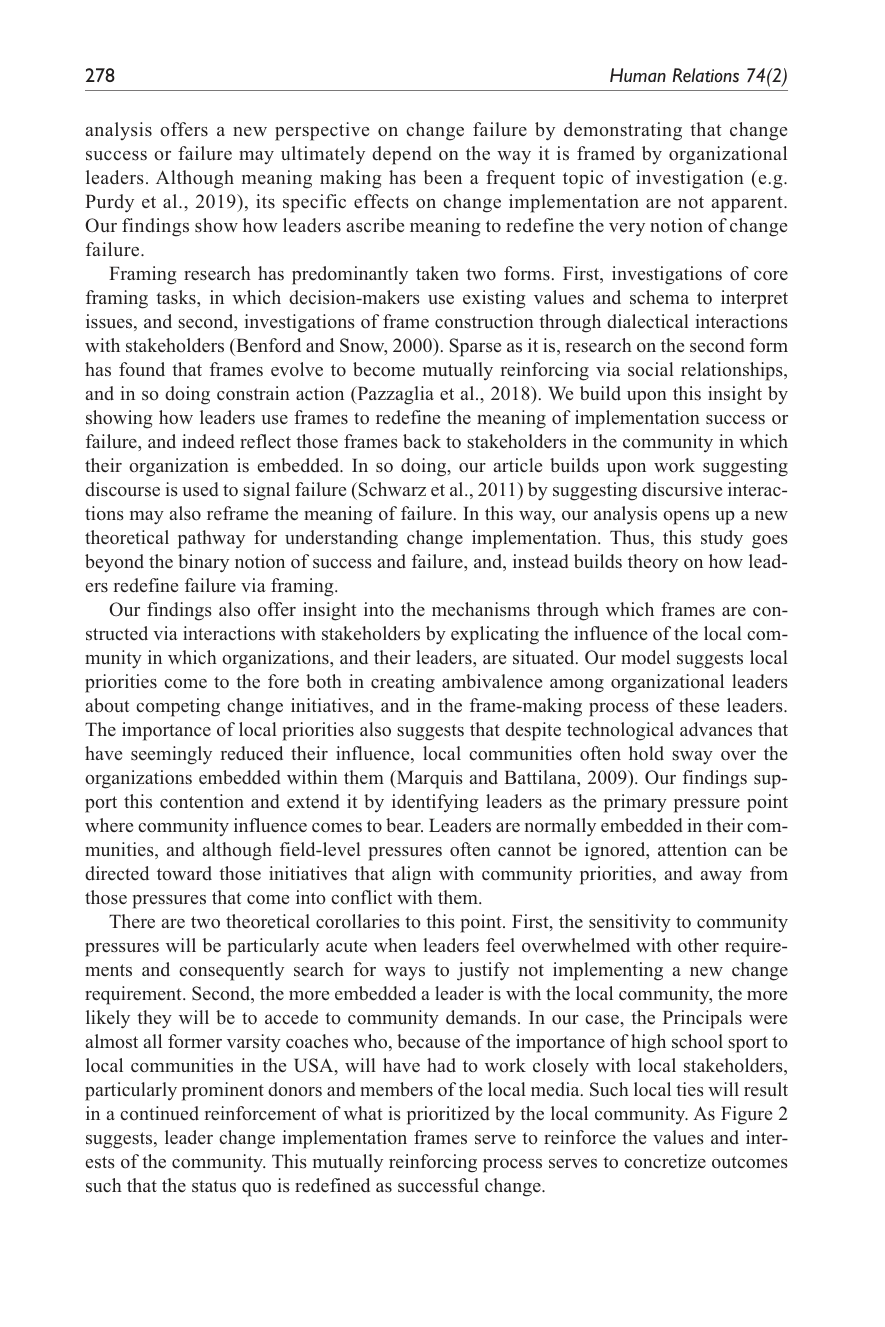 278
Human Relations 74(2)
analysis offers a new perspective on change failure by demonstrating that change
success or failure may ultimately depend on the way it is framed by organizational
leaders. Although meaning making has been a frequent topic of investigation (e.g.
Purdy et al., 2019), its specific effects on change implementation are not apparent.
Our findings show how leaders ascribe meaning to redefine the very notion of change
failure.
Framing research has predominantly taken two forms. First, investigations of core
framing tasks, in which decision-makers use existing values and schema to interpret
issues, and second, investigations of frame construction through dialectical interactions
with stakeholders (Benford and Snow, 2000). Sparse as it is, research on the second form
has found that frames evolve to become mutually reinforcing via social relationships,
and in so doing constrain action (Pazzaglia et al., 2018). We build upon this insight by
showing how leaders use frames to redefine the meaning of implementation success or
failure, and indeed reflect those frames back to stakeholders in the community in which
their organization is embedded. In so doing, our article builds upon work suggesting
discourse is used to signal failure (Schwarz et al., 2011) by suggesting discursive interac-
tions may also reframe the meaning of failure. In this way, our analysis opens up a new
theoretical pathway for understanding change implementation. Thus, this study goes
beyond the binary notion of success and failure, and, instead builds theory on how lead-
ers redefine failure via framing.
Our findings also offer insight into the mechanisms through which frames are con-
structed via interactions with stakeholders by explicating the influence of the local com-
munity in which organizations, and their leaders, are situated. Our model suggests local
priorities come to the fore both in creating ambivalence among organizational leaders
about competing change initiatives, and in the frame-making process of these leaders.
The importance of local priorities also suggests that despite technological advances that
have seemingly reduced their influence, local communities often hold sway over the
organizations embedded within them (Marquis and Battilana, 2009). Our findings sup-
port this contention and extend it by identifying leaders as the primary pressure point
where community influence comes to bear. Leaders are normally embedded in their com-
munities, and although field-level pressures often cannot be ignored, attention can be
directed toward those initiatives that align with community priorities, and away from
those pressures that come into conflict with them.
There are two theoretical corollaries to this point. First, the sensitivity to community
pressures will be particularly acute when leaders feel overwhelmed with other require-
ments and consequently search for ways to justify not implementing a new change
requirement. Second, the more embedded a leader is with the local community, the more
likely they will be to accede to community demands. In our case, the Principals were
almost all former varsity coaches who, because of the importance of high school sport to
local communities in the USA, will have had to work closely with local stakeholders,
particularly prominent donors and members of the local media. Such local ties will result
in a continued reinforcement of what is prioritized by the local community. As Figure 2
suggests, leader change implementation frames serve to reinforce the values and inter-
ests of the community. This mutually reinforcing process serves to concretize outcomes
such that the status quo is redefined as successful change.